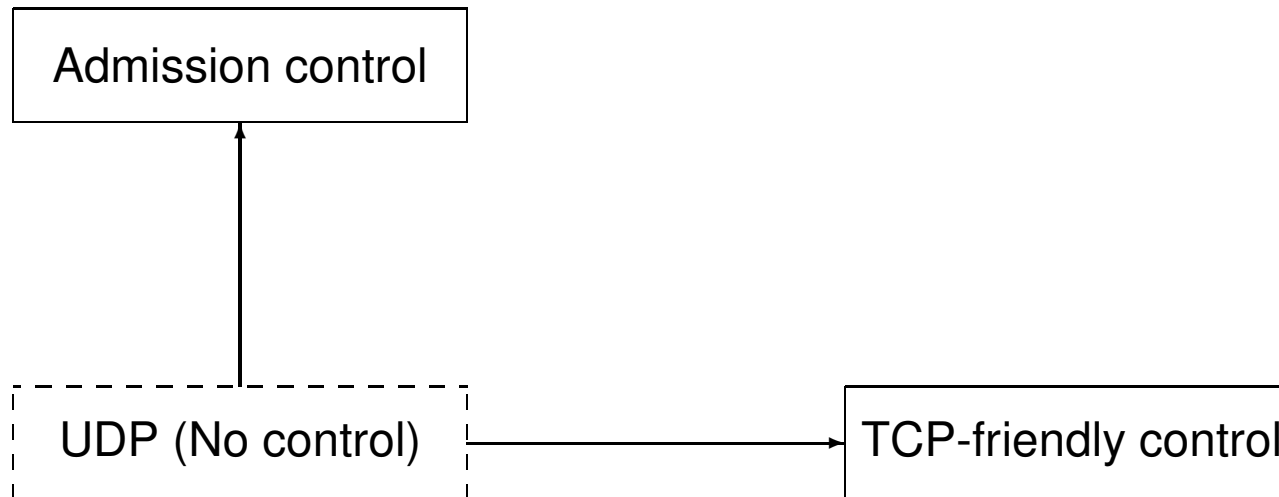 Admission control
UDP (No control)
TCP-friendly control